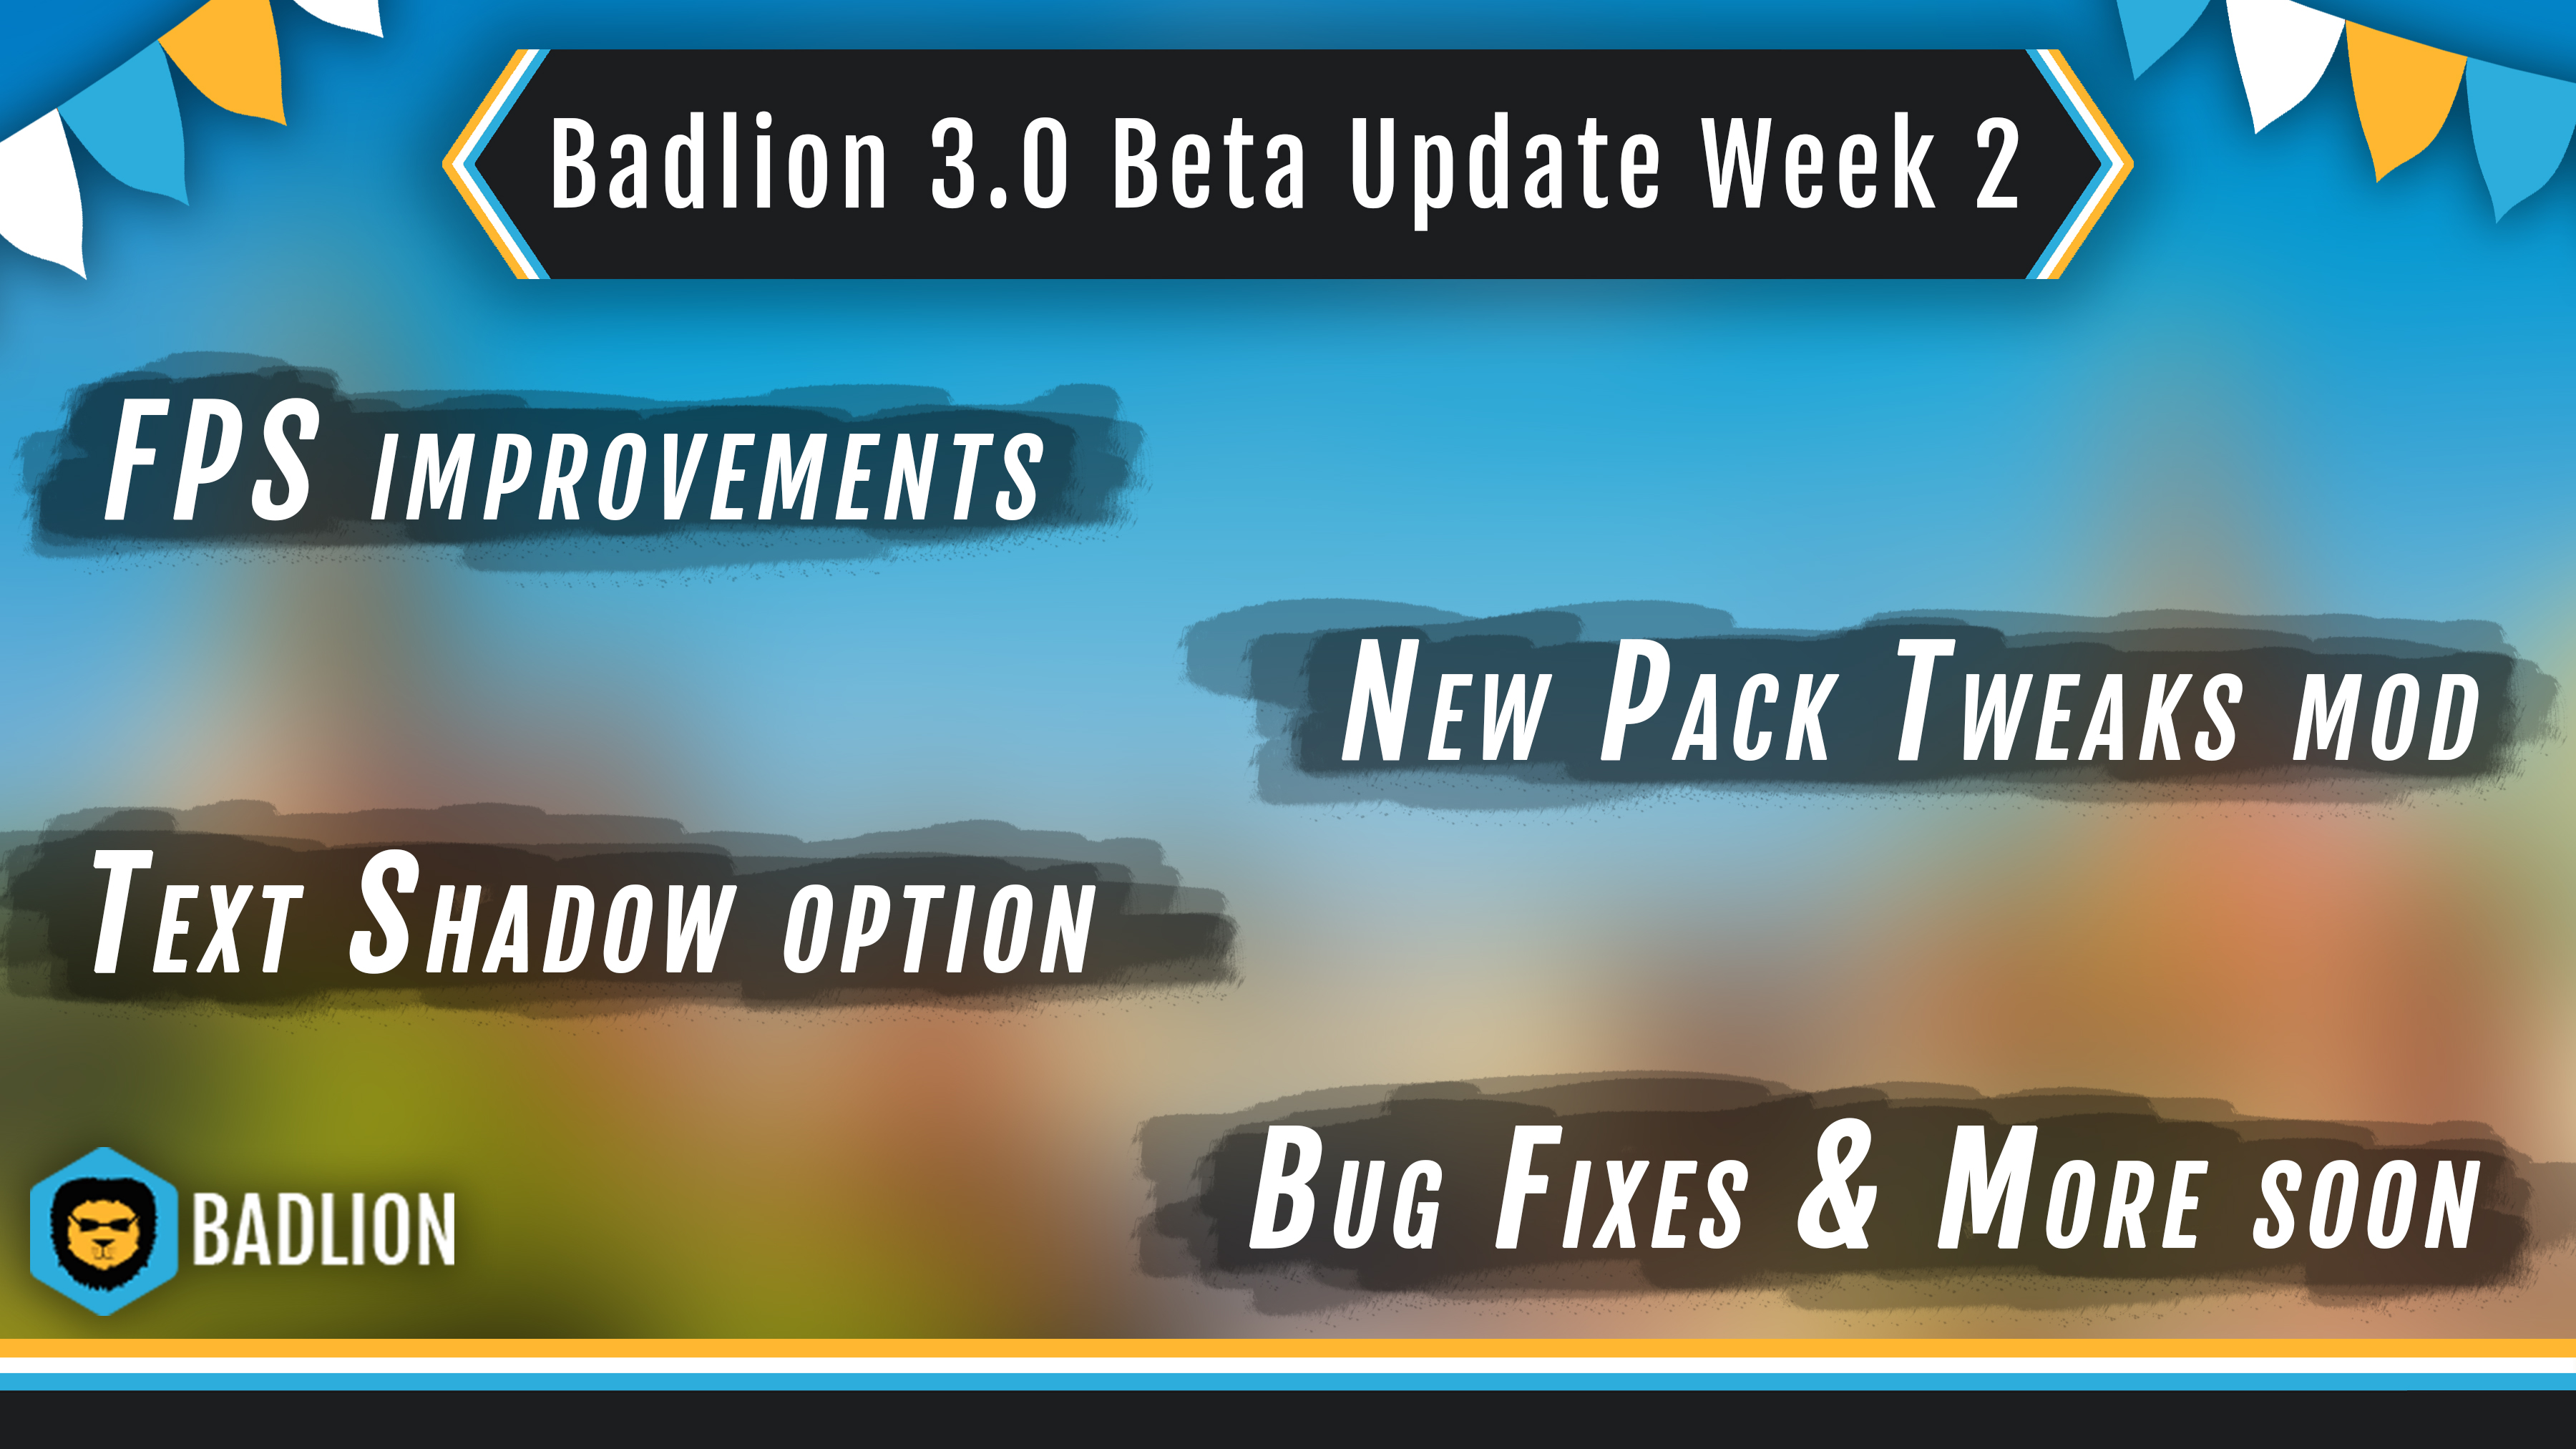 Badlion 3.0 Beta Update Week 2
FPS IMPROVEMENTS
NEW PACK TWEAKS MOD
TEXT SHADOW OPTION
BUG FIXES & MORE SOON
BADLION